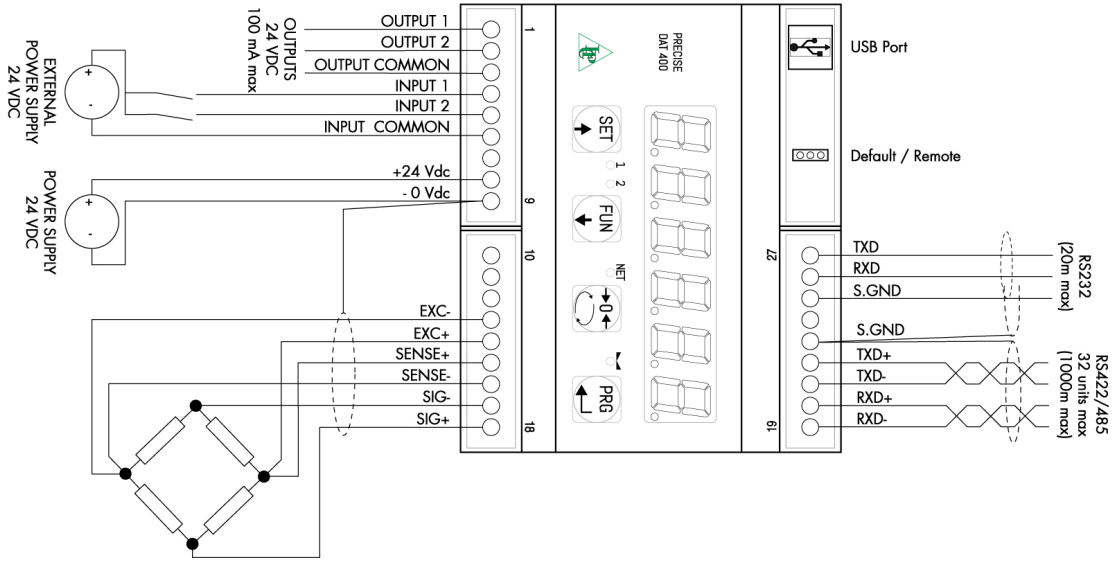 OUTPUT 1
OUTPUT 2
OUTPUT COMMON
INPUT 1
INPUT 2
INPUT COMMON
+24 Vdc
- 0 Vdc
OUTPUTS
24 VDC
100 mA max
EXTERNAL
POWER SUPPLY
24 VDC
+
-
POWER SUPPLY
24 VDC
+
-
EXC-
EXC+
SENSE+
SENSE-
SIG-
SIG+
1
9
10
18
PRECISE
DAT 400
SET
1
2
FUN
NET
0
PRG
USB Port
Default / Remote
27
19
TXD
RXD
S.GND
S.GND
TXD+
TXD-
RXD+
RXD-
RS232
(20m max)
RS422/485
32 units max
(1000m max)